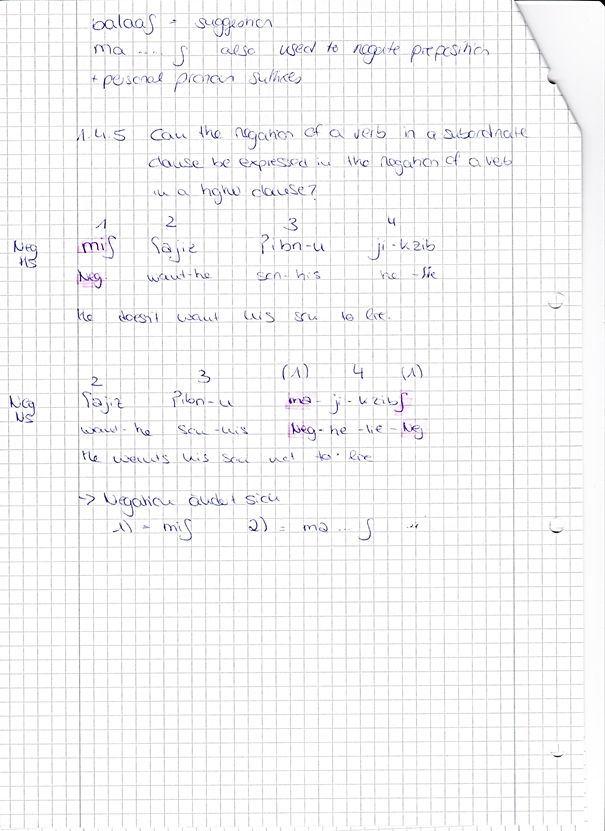 balaaʃ = suggestion
ma .... ʃ also used to negate preposition
+ personal pronoun suffixes
1.4.5 Can the negation of a verb in a subordinate
clause be expressed in the negation of a verb
in a higher clause?
1 2 3 4
Neg HS miʃ ʕajiz ʔibn-u ji-kzib
Neg. want-he son-his he-lie
He doesn't want his son to lie.
2 3 (1) 4 (1)
Neg NS ʕajiz ʔibn-u ma-ji-kzibʃ
want-he son-his Neg-he-lie-Neg
He wants his son not to lie
-> Negation ändert sich
1) = miʃ 2) = ma ... ʃ